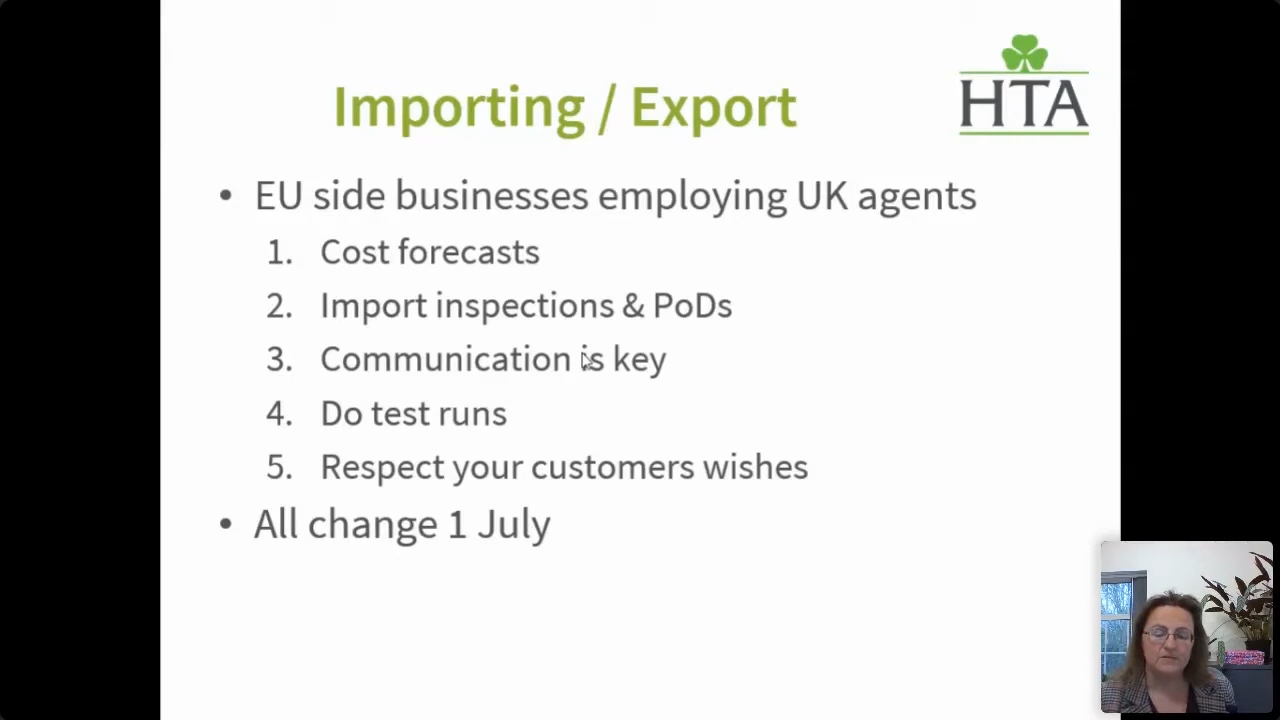 HTA
Importing / Export
• EU side businesses employing UK agents
1. Cost forecasts
2. Import inspections & PoDs
3. Communication is key
4. Do test runs
5. Respect your customers wishes
• All change 1 July